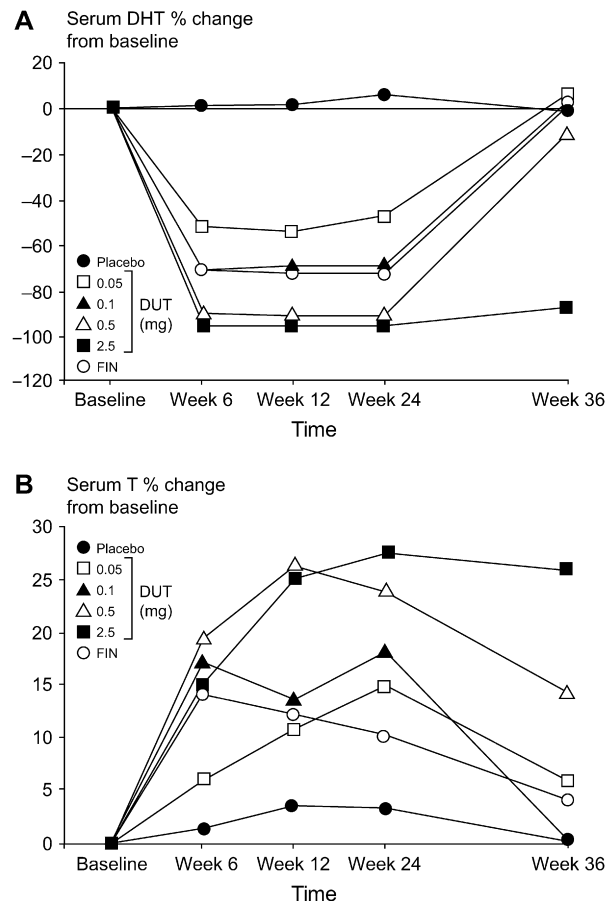 A
Serum DHT % change
from baseline
20
0
–20
–40
–60
–80
–100
–120
Placebo
0.05
0.1
0.5
2.5
FIN
DUT
(mg)
Baseline Week 6 Week 12 Week 24 Week 36
Time
B
Serum T % change
from baseline
30
25
20
15
10
5
0
Placebo
0.05
0.1
0.5
2.5
FIN
DUT
(mg)
Baseline Week 6 Week 12 Week 24 Week 36
Time